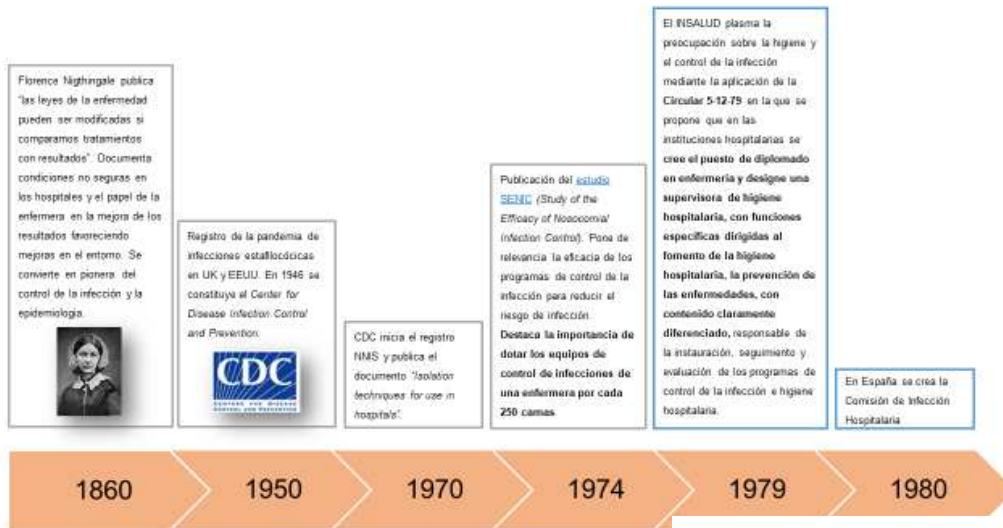 Florence Nigthingale publica
“las leyes de la enfermedad
pueden ser modificadas si
comparamos tratamientos
con resultados”. Documenta
condiciones no seguras en
los hospitales y el papel de la
enfermera en la mejora de los
resultados favoreciendo
mejoras en el entorno. Se
convierte en pionera del
control de la infección y la
epidemiología.
Registro de la pandemia de
infecciones estafilocócicas
en UK y EEUU. En 1946 se
constituye el Center for
Disease Infection Control
and Prevention.
CDC
CENTERS FOR DISEASE
CONTROL AND PREVENTION
CDC inicia el registro
NNIS y publica el
documento “Isolation
techniques for use in
hospitals”.
Publicación del estudio
SENIC (Study of the
Efficacy of Nosocomial
Infection Control). Pone de
relevancia la eficacia de los
programas de control de la
infección para reducir el
riesgo de infección.
Destaca la importancia de
dotar los equipos de
control de infecciones de
una enfermera por cada
250 camas
El INSALUD plasma la
preocupación sobre la higiene y
el control de la infección
mediante la aplicación de la
Circular 5-12-79 en la que se
propone que en las
instituciones hospitalarias se
cree el puesto de diplomado
en enfermería y designe una
supervisora de higiene
hospitalaria, con funciones
específicas dirigidas al
fomento de la higiene
hospitalaria, la prevención de
las enfermedades, con
contenido claramente
diferenciado, responsable de
la instauración, seguimiento y
evaluación de los programas de
control de la infección e higiene
hospitalaria.
En España se crea la
Comisión de Infección
Hospitalaria
1860
1950
1970
1974
1979
1980